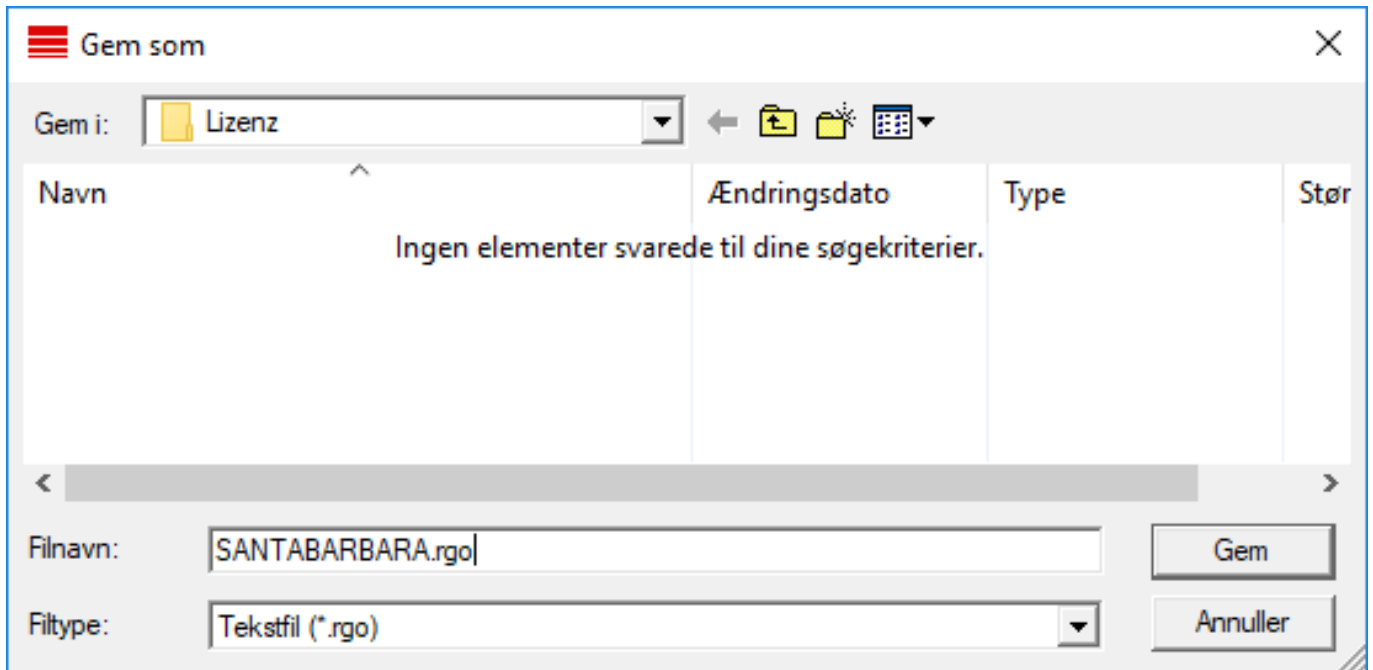 Gem som
Gem i: Lizenz
Navn Ændringsdato Type Stør
Ingen elementer svarede til dine søgekriterier.
Filnavn: SANTABARBARA.rgo Gem
Filtype: Tekstfil (*.rgo) Annuller